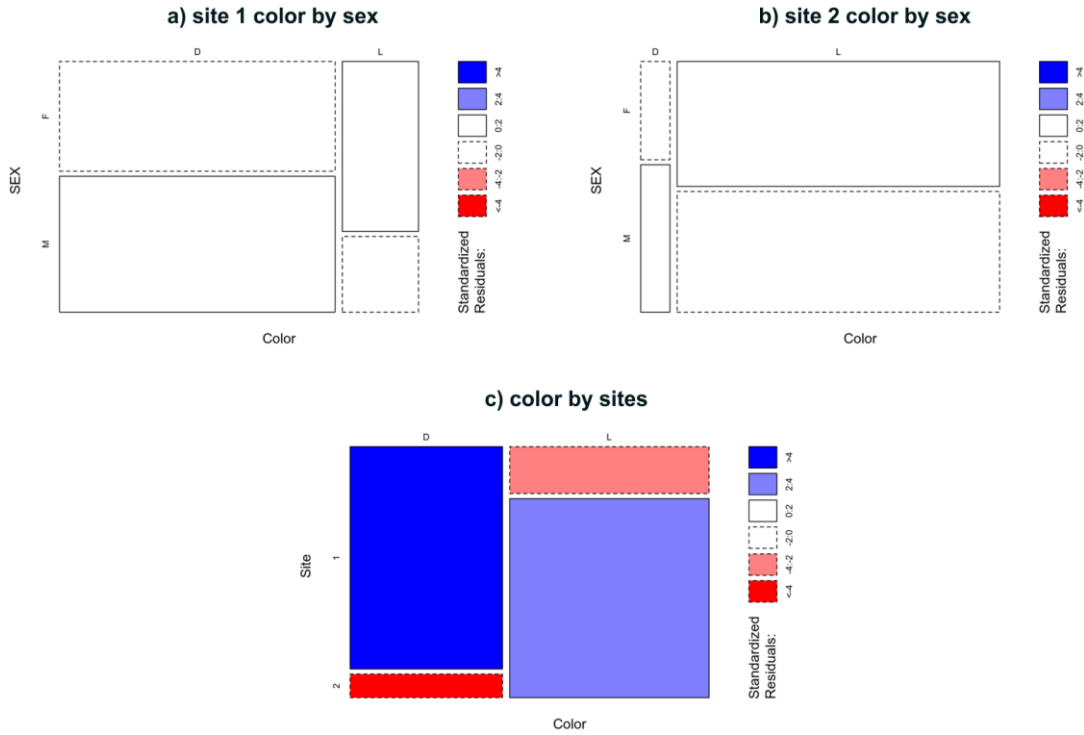 a) site 1 color by sex
D
L
F
M
SEX
Color
>4
2:4
0:2
-2:0
-4:-2
<-4
Standardized
Residuals:
b) site 2 color by sex
D
L
F
M
SEX
Color
>4
2:4
0:2
-2:0
-4:-2
<-4
Standardized
Residuals:
c) color by sites
D
L
1
2
Site
Color
>4
2:4
0:2
-2:0
-4:-2
<-4
Standardized
Residuals: